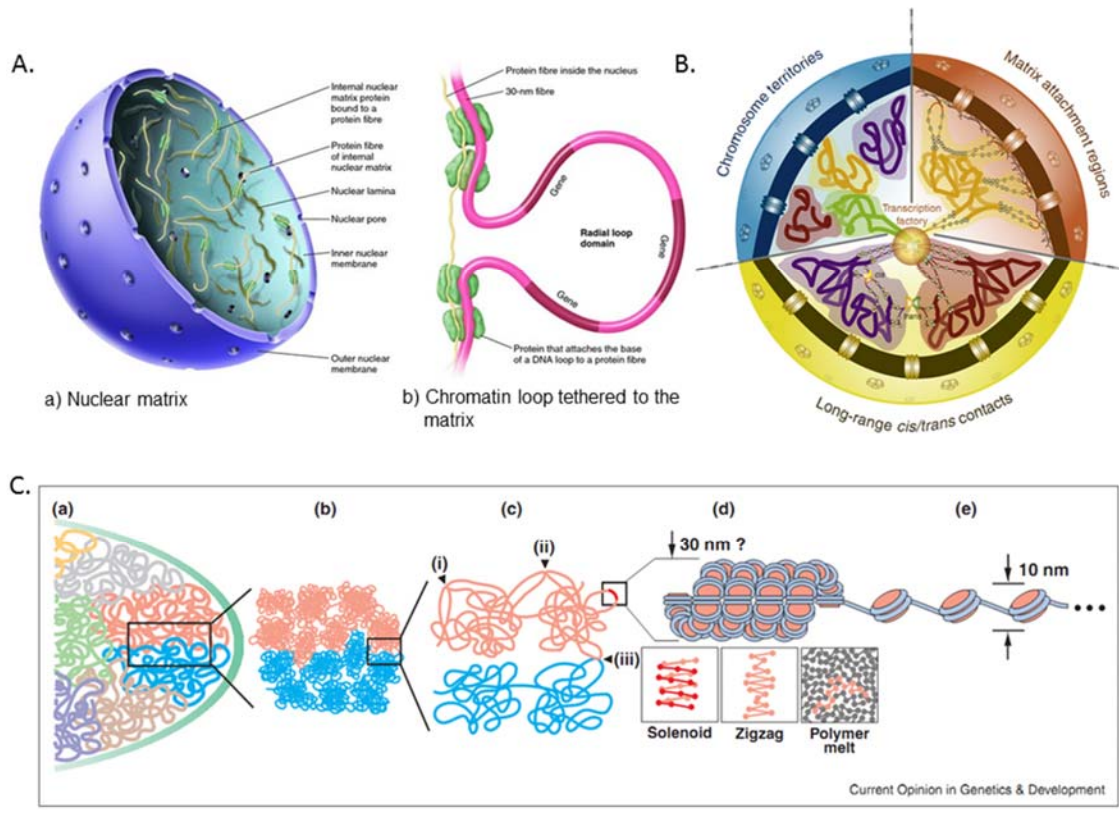 A.
Internal nuclear
matrix protein
bound to a
protein fibre
Protein fibre
of internal
nuclear matrix
Nuclear lamina
Nuclear pore
Inner nuclear
membrane
Outer nuclear
membrane
a) Nuclear matrix
Protein fibre inside the nucleus
30-nm fibre
Gene
Radial loop
domain
Gene
Gene
Protein that attaches the base
of a DNA loop to a protein fibre
b) Chromatin loop tethered to the
matrix
B.
Chromosome territories
Matrix attachment
regions
Transcription
factory
Long-range cis/trans contacts
C.
(a)
(b)
(c)
(d)
(e)
(i)
(ii)
(iii)
30 nm ?
10 nm
Solenoid
Zigzag
Polymer
melt
Current Opinion in Genetics & Development